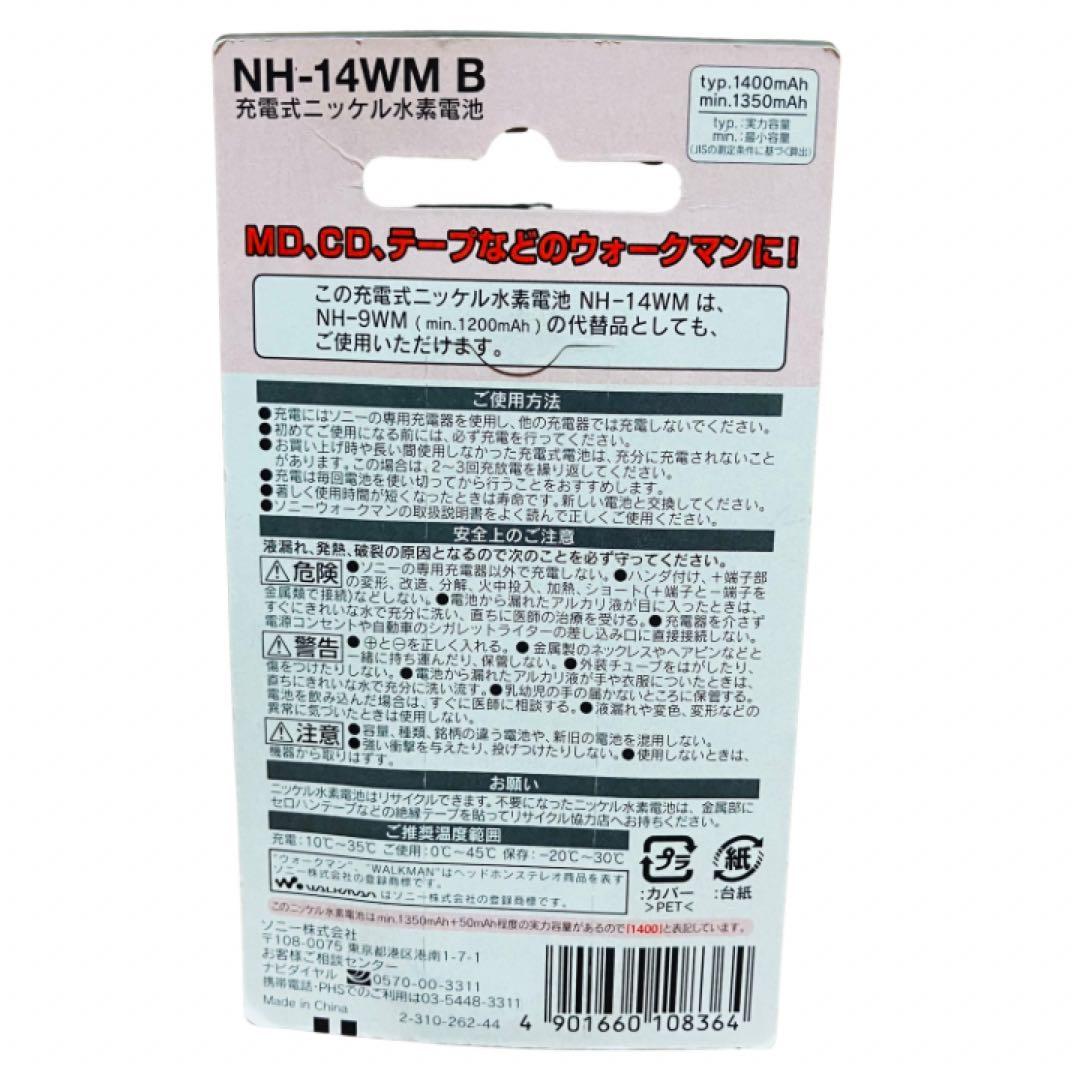 NH-14WM B
充電式ニッケル水素電池
typ.1400mAh
min.1350mAh
typ.:実力容量
min.:最小容量
(JISの測定条件に基づく算出)
MD、CD、テープなどのウォークマンに!
この充電式ニッケル水素電池 NH-14WM は、
NH-9WM (min.1200mAh) の代替品としても、
ご使用いただけます。
ご使用方法
●充電にはソニーの専用充電器を使用し、他の充電器では充電しないでください。
●初めてご使用になる前には、必ず充電を行ってください。
●お買い上げ時や長い間使用しなかった充電式電池は、充分に充電されないこと
があります。この場合は、2～3回充放電を繰り返してください。
●充電は毎回電池を使い切ってから行うことをおすすめします。
●著しく使用時間が短くなったときは寿命です。新しい電池と交換してください。
●ソニーウォークマンの取扱説明書をよく読んで正しくご使用ください。
安全上のご注意
液漏れ、発熱、破裂の原因となるので次のことを必ず守ってください。
⚠危険 ●ソニーの専用充電器以外で充電しない。●ハンダ付け、+端子部
の変形、改造、分解、火中投入、加熱、ショート(+端子と-端子を
金属類で接続)などしない。●電池から漏れたアルカリ液が目に入ったときは、
すぐにきれいな水で充分に洗い、直ちに医師の治療を受ける。●充電器を介さず
電源コンセントや自動車のシガレットライターの差し込み口に直接接続しない。
⚠警告 ●⊕と⊖を正しく入れる。●金属製のネックレスやヘアピンなどと
一緒に持ち運んだり、保管しない。●外装チューブをはがしたり、
傷をつけたりしない。●電池から漏れたアルカリ液が手や衣服についたときは、
直ちにきれいな水で充分に洗い流す。●乳幼児の手の届かないところに保管する。
電池を飲み込んだ場合は、すぐに医師に相談する。●液漏れや変色、変形などの
異常に気づいたときは使用しない。
⚠注意 ●容量、種類、銘柄の違う電池や、新旧の電池を混用しない。
●強い衝撃を与えたり、投げつけたりしない。●使用しないときは、
機器から取りはずす。
お願い
ニッケル水素電池はリサイクルできます。不要になったニッケル水素電池は、金属部に
セロハンテープなどの絶縁テープを貼ってリサイクル協力店へお持ちください。
ご推奨温度範囲
充電:10℃～35℃ ご使用:0℃～45℃ 保存:-20℃～30℃
"ウォークマン"、"WALKMAN"はヘッドホンステレオ商品を表す
ソニー株式会社の登録商標です。
WALKMAN はソニー株式会社の登録商標です。
プラ
:カバー
>PET<
紙
:台紙
このニッケル水素電池はmin.1350mAh+50mAh程度の実力容量があるので「1400」と表記しています。
ソニー株式会社
〒108-0075 東京都港区港南1-7-1
お客様ご相談センター
ナビダイヤル 0570-00-3311
携帯電話・PHSでのご利用は03-5448-3311
Made in China
2-310-262-44
4 901660 108364